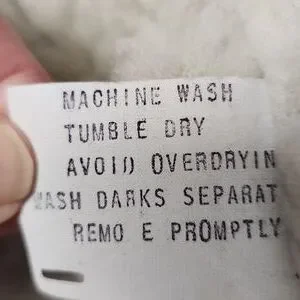 MACHINE WASH
TUMBLE DRY
AVOID OVERDRYIN
WASH DARKS SEPARAT
REMO E PROMPTLY